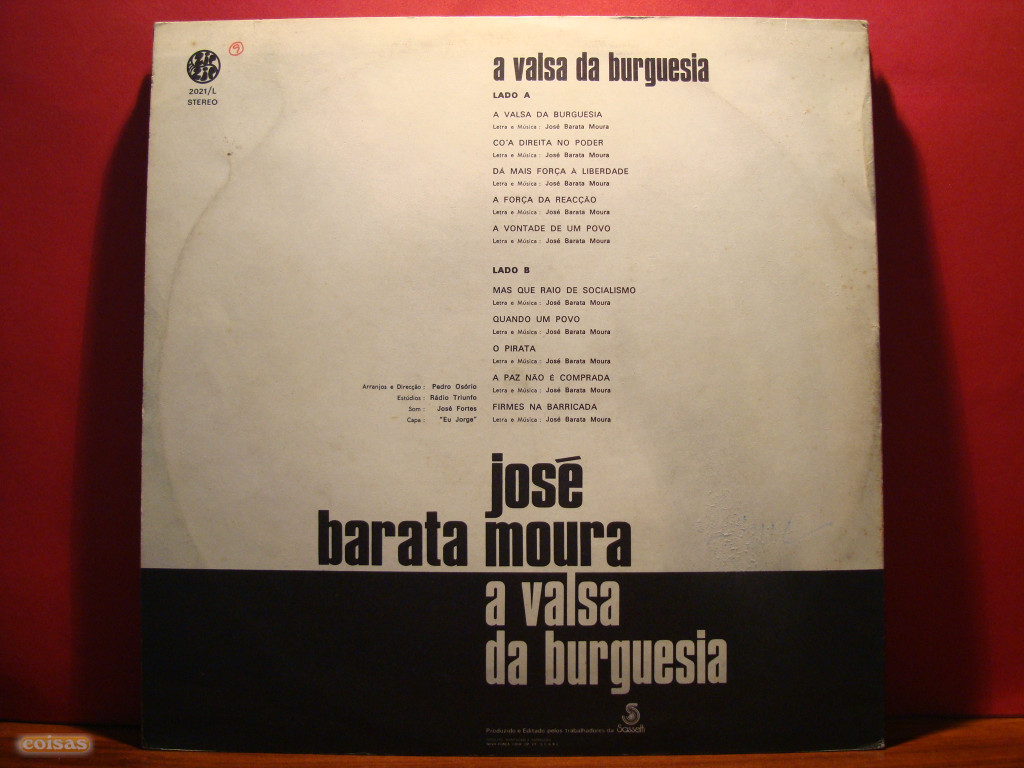 ZIP ZIP
2021/L
STEREO
9
a valsa da burguesia
LADO A
A VALSA DA BURGUESIA
Letra e Música : José Barata Moura
CO'A DIREITA NO PODER
Letra e Música : José Barata Moura
DÁ MAIS FORÇA À LIBERDADE
Letra e Música : José Barata Moura
A FORÇA DA REACÇÃO
Letra e Música : José Barata Moura
A VONTADE DE UM POVO
Letra e Música : José Barata Moura
LADO B
MAS QUE RAIO DE SOCIALISMO
Letra e Música : José Barata Moura
QUANDO UM POVO
Letra e Música : José Barata Moura
O PIRATA
Letra e Música : José Barata Moura
A PAZ NÃO É COMPRADA
Letra e Música : José Barata Moura
FIRMES NA BARRICADA
Letra e Música : José Barata Moura
Arranjos e Direcção : Pedro Osório
Estúdios : Rádio Triunfo
Som : José Fortes
Capa : "Eu Jorge"
josé
barata moura
a valsa
da burguesia
Produzido e Editado pelos trabalhadores da Sassetti
coisas